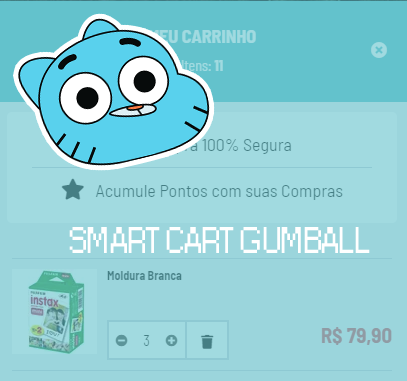 EU CARRINHO
Itens: 11
a 100% Segura
Acumule Pontos com suas Compras
SMART CART GUMBALL
Moldura Branca
instax
3
R$ 79,90